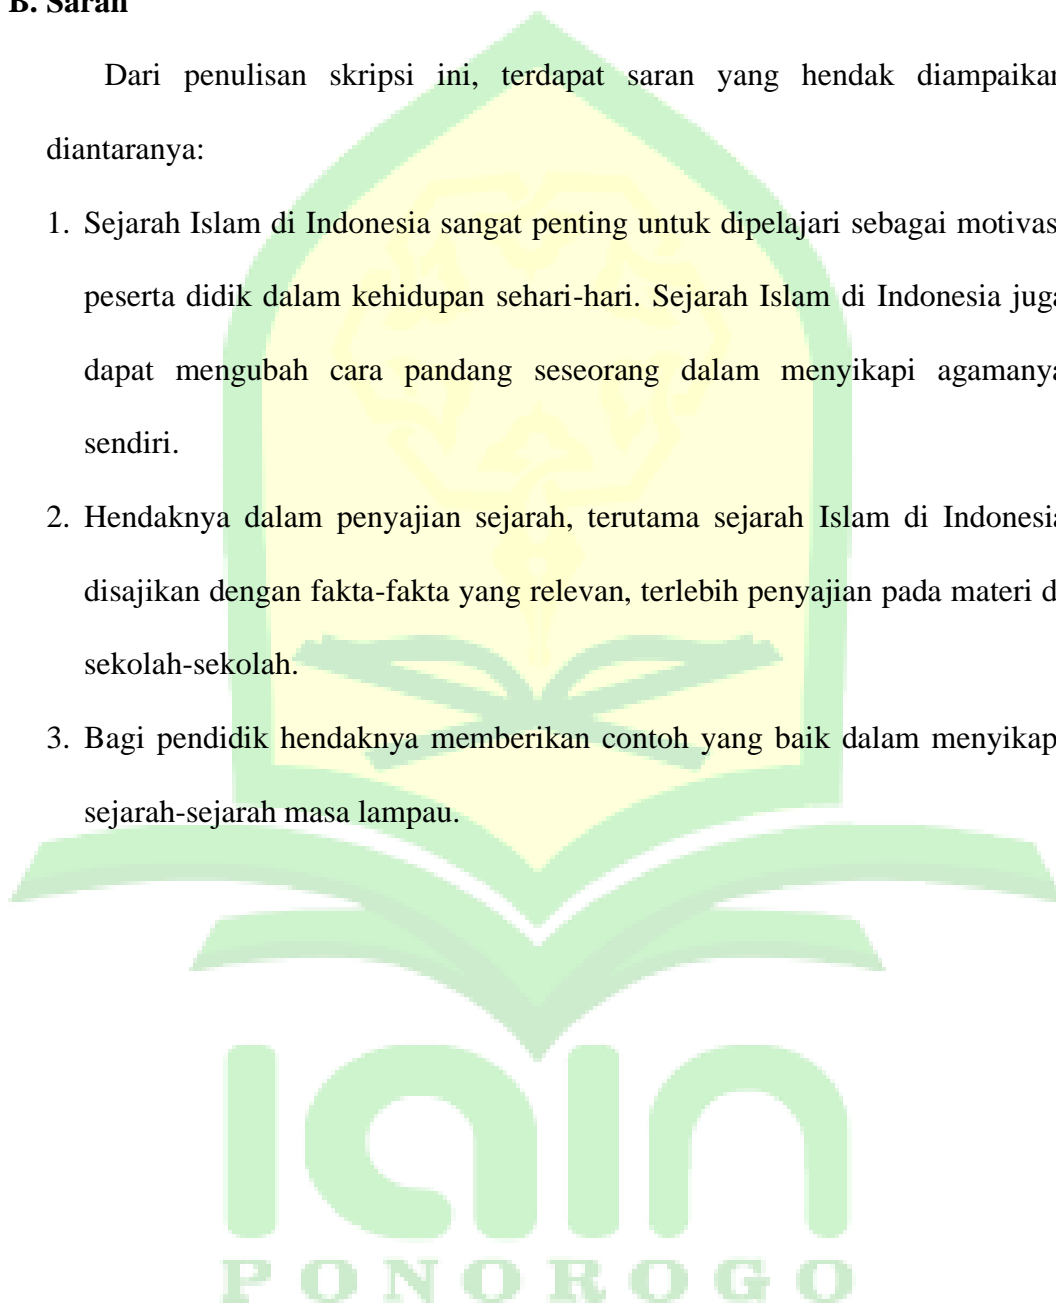 B. Saran
Dari penulisan skripsi ini, terdapat saran yang hendak diampaikan
diantaranya:
1. Sejarah Islam di Indonesia sangat penting untuk dipelajari sebagai motivas
peserta didik dalam kehidupan sehari-hari. Sejarah Islam di Indonesia juga
dapat mengubah cara pandang seseorang dalam menyikapi agamanya
sendiri.
2. Hendaknya dalam penyajian sejarah, terutama sejarah Islam di Indonesia
disajikan dengan fakta-fakta yang relevan, terlebih penyajian pada materi d
sekolah-sekolah.
3. Bagi pendidik hendaknya memberikan contoh yang baik dalam menyikap
sejarah-sejarah masa lampau.
iain
PONOROGO